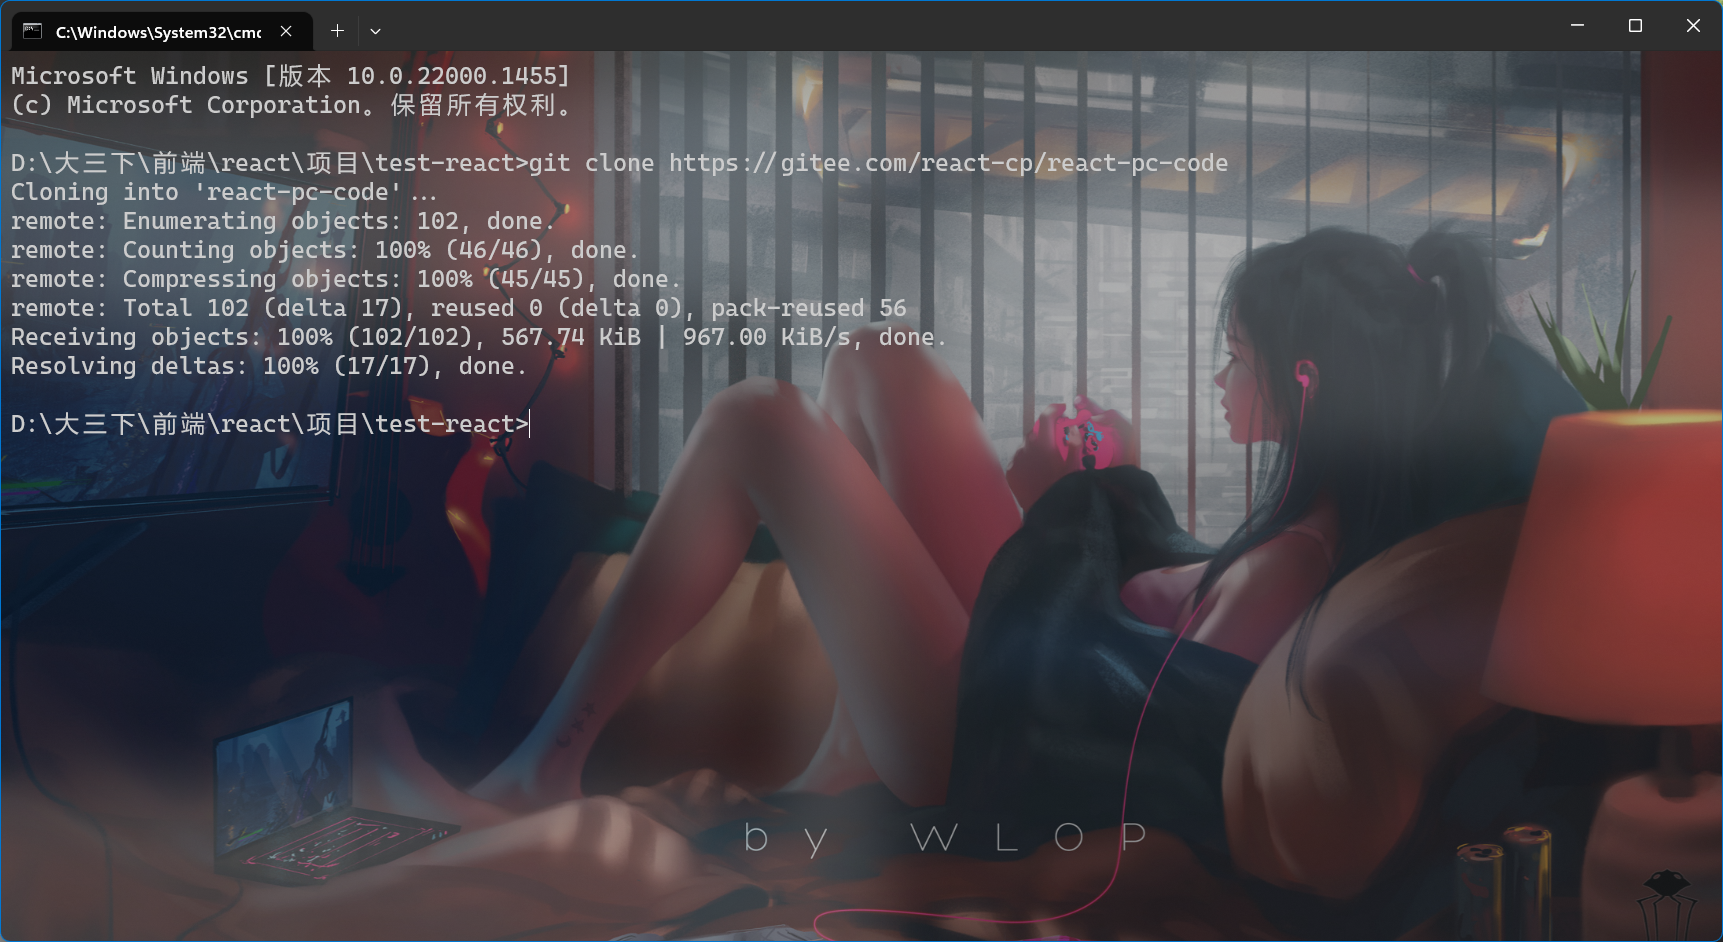 C:\Windows\System32\cmd
Microsoft Windows [版本 10.0.22000.1455]
(c) Microsoft Corporation。保留所有权利。
D:\大三下\前端\react\项目\test-react>git clone https://gitee.com/react-cp/react-pc-code
Cloning into 'react-pc-code'...
remote: Enumerating objects: 102, done.
remote: Counting objects: 100% (46/46), done.
remote: Compressing objects: 100% (45/45), done.
remote: Total 102 (delta 17), reused 0 (delta 0), pack-reused 56
Receiving objects: 100% (102/102), 567.74 KiB | 967.00 KiB/s, done.
Resolving deltas: 100% (17/17), done.
D:\大三下\前端\react\项目\test-react>
by WLOP